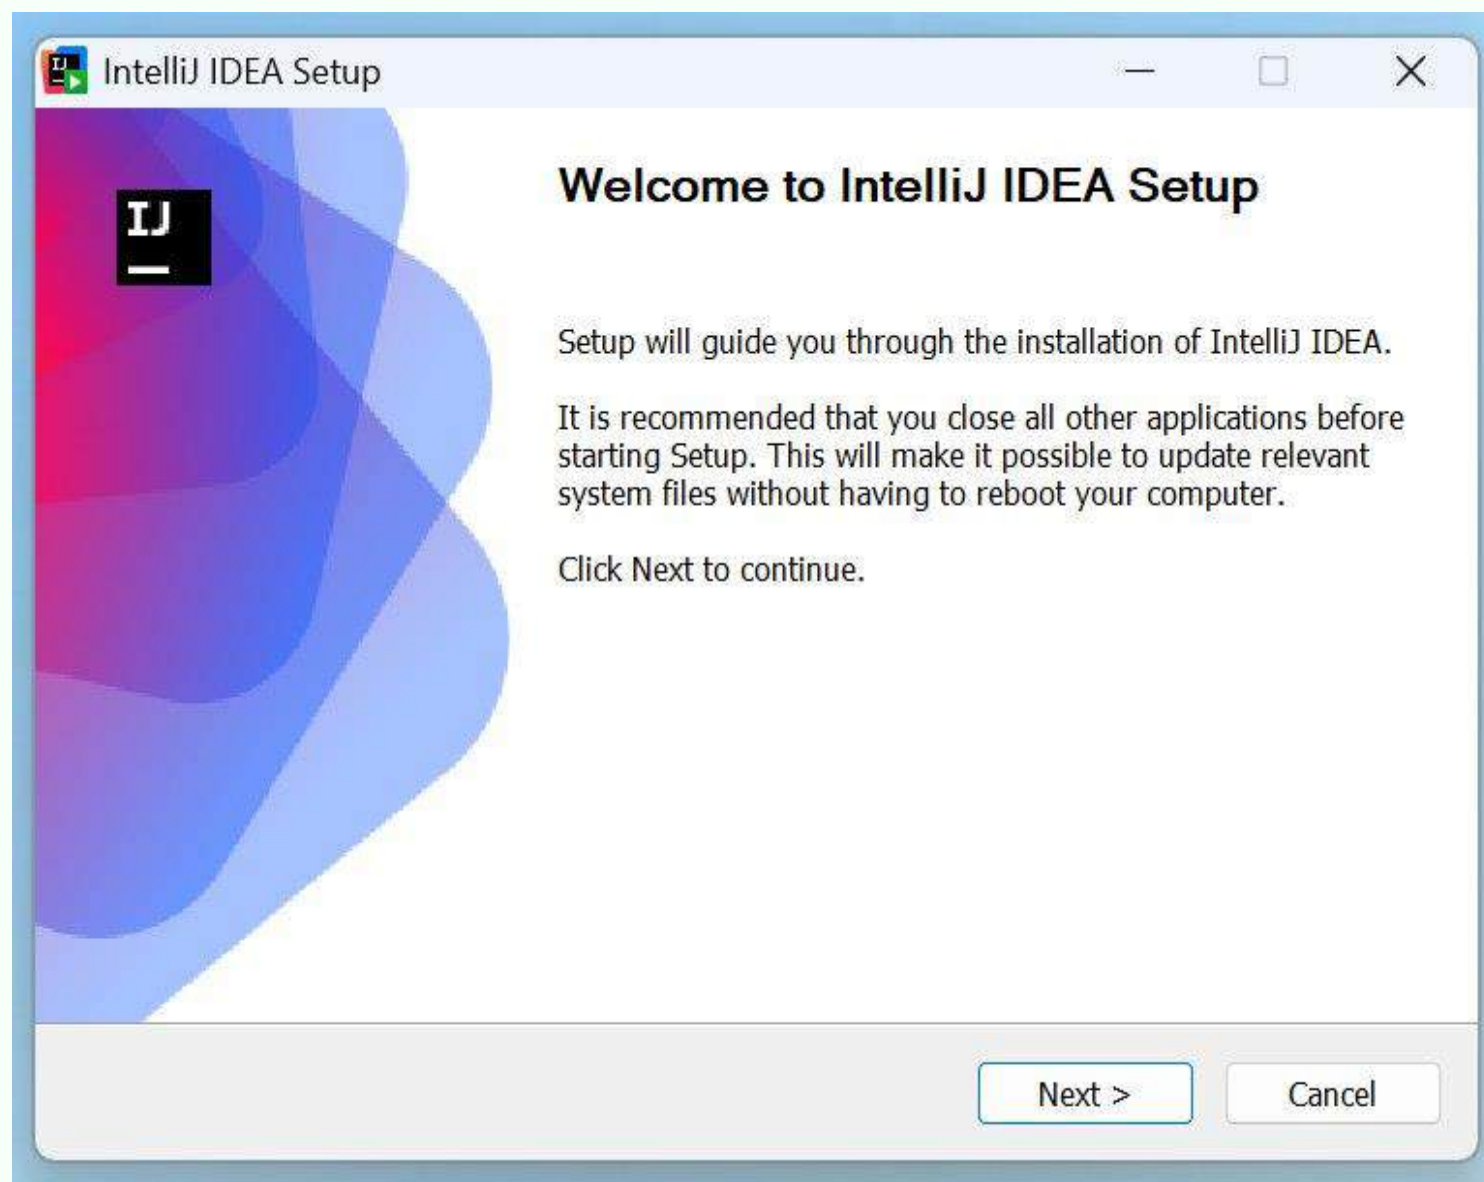 IntelliJ IDEA Setup
IJ
Welcome to IntelliJ IDEA Setup
Setup will guide you through the installation of IntelliJ IDEA.
It is recommended that you close all other applications before
starting Setup. This will make it possible to update relevant
system files without having to reboot your computer.
Click Next to continue.
Next >
Cancel